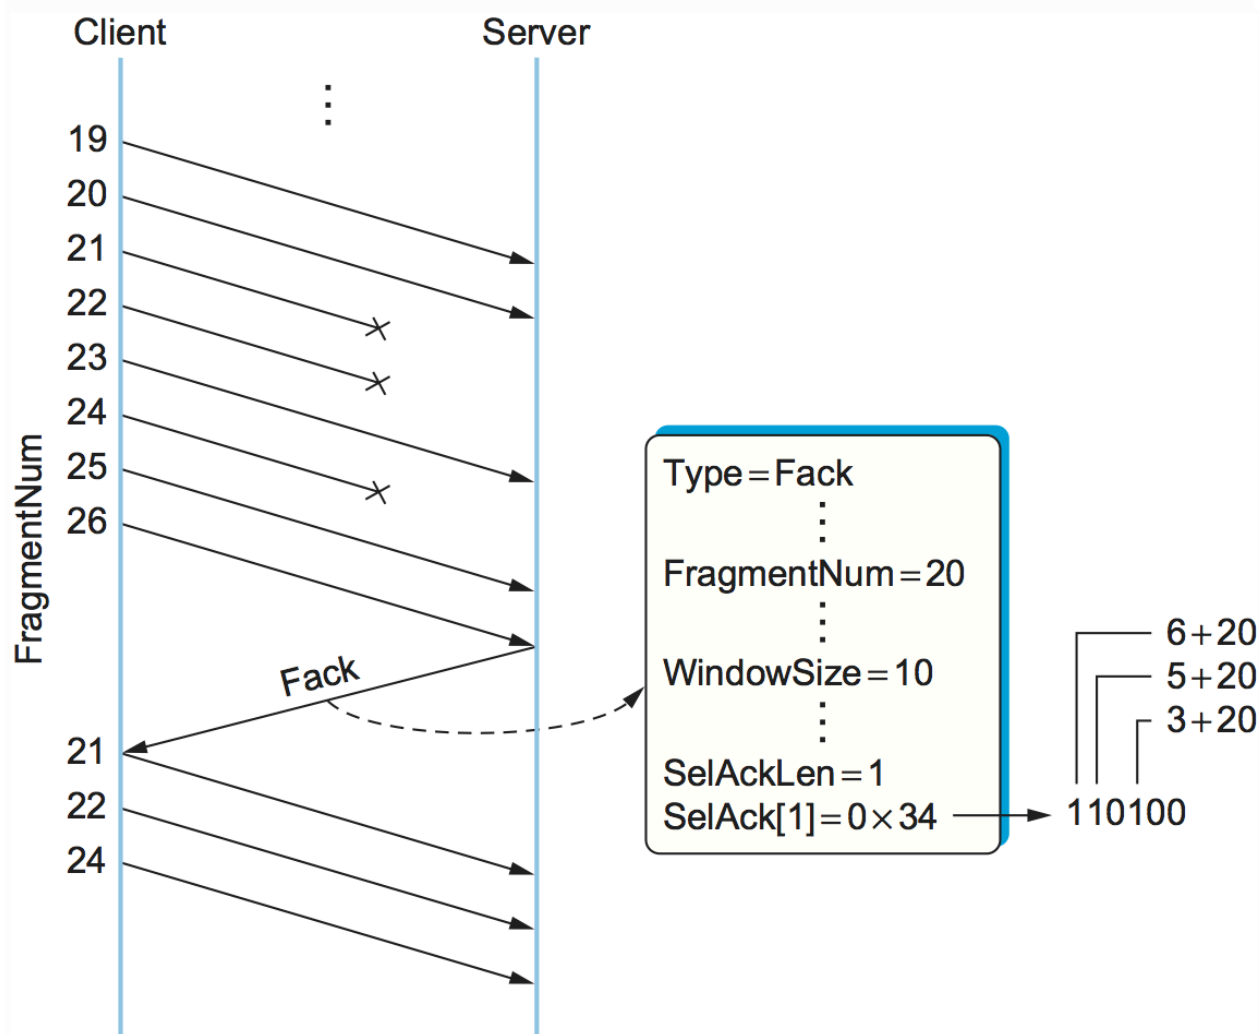 Client
Server
19
20
21
22
23
24
25
26
FragmentNum
Fack
21
22
24
Type=Fack
FragmentNum=20
WindowSize=10
SelAckLen=1
SelAck[1]=0×34
6+20
5+20
3+20
110100